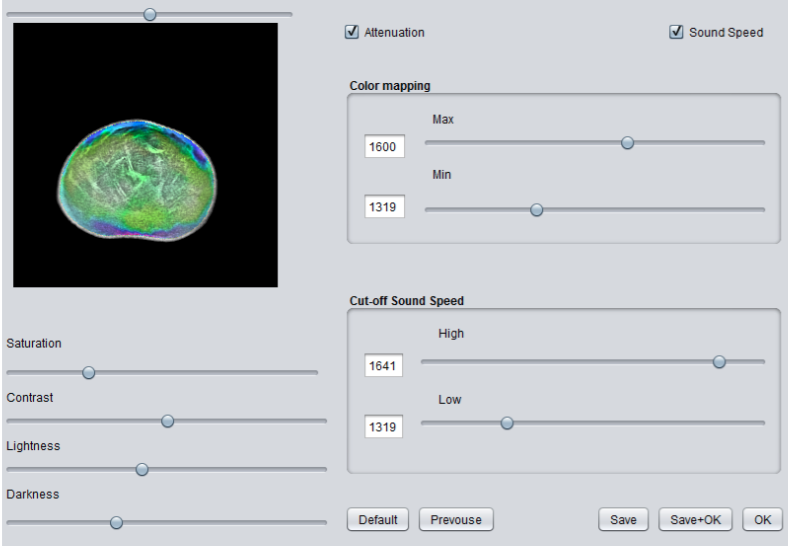 Attenuation
Sound Speed
Color mapping
Max
1600
Min
1319
Cut-off Sound Speed
High
1641
Low
1319
Saturation
Contrast
Lightness
Darkness
Default
Prevouse
Save
Save+OK
OK